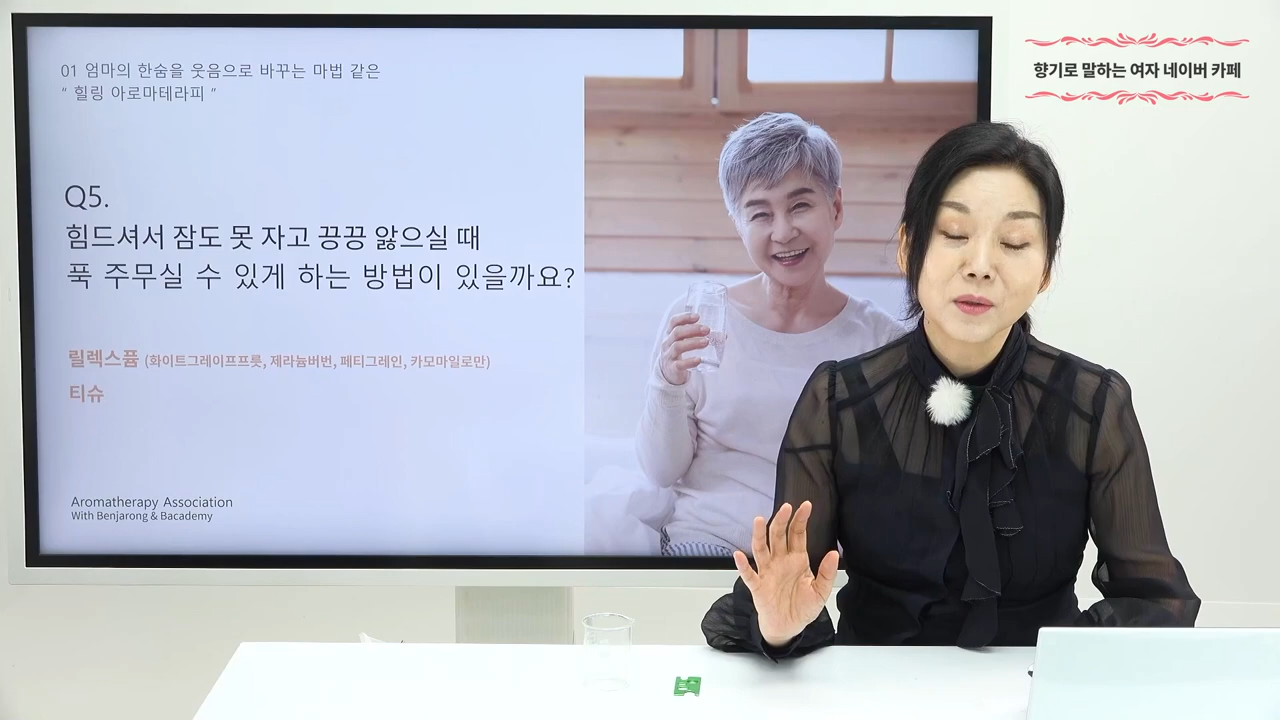 01 엄마의 한숨을 웃음으로 바꾸는 마법 같은
“ 힐링 아로마테라피 ”
향기로 말하는 여자 네이버 카페
Q5.
힘드셔서 잠도 못 자고 끙끙 앓으실 때
푹 주무실 수 있게 하는 방법이 있을까요?
릴렉스퓸 (화이트그레이프프룻, 제라늄버번, 페티그레인, 카모마일로만)
티슈
Aromatherapy Association
With Benjarong & Bacademy